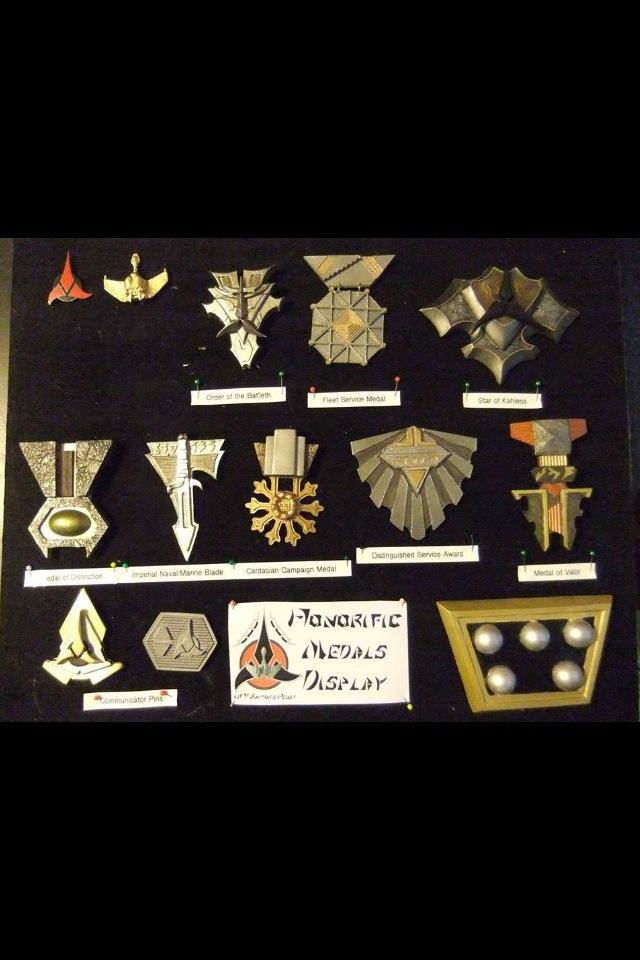 Order of the Bat'leth
Fleet Service Medal
Star of Kahless
edal of Distinction
Imperial Naval/Marine Blade
Cardasian Campaign Medal
Distinguished Service Award
Medal of Valor
Communicator Pins
Honorific
Medals
Display